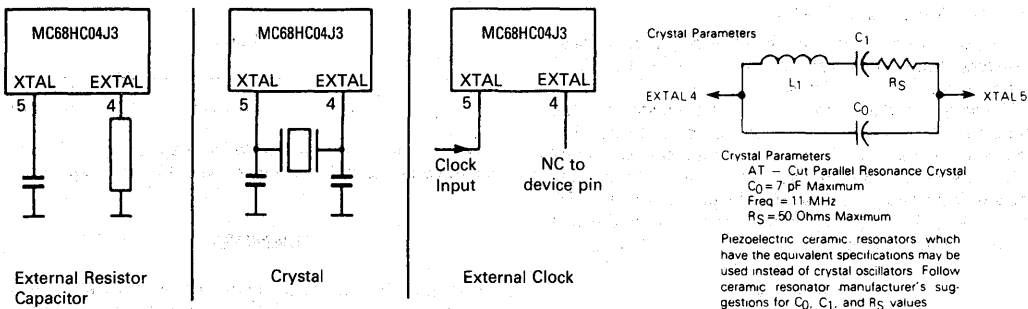 MC68HC04J3
XTAL EXTAL
5 4
External Resistor
Capacitor
MC68HC04J3
XTAL EXTAL
5 4
Crystal
MC68HC04J3
XTAL EXTAL
5 4
Clock
Input
NC to
device pin
External Clock
Crystal Parameters
C1
L1 RS
EXTAL 4 XTAL 5
C0
Crystal Parameters
AT – Cut Parallel Resonance Crystal
C0 = 7 pF Maximum
Freq = 11 MHz
RS = 50 Ohms Maximum
Piezoelectric ceramic resonators which
have the equivalent specifications may be
used instead of crystal oscillators Follow
ceramic resonator manufacturer's sug-
gestions for C0, C1, and RS values